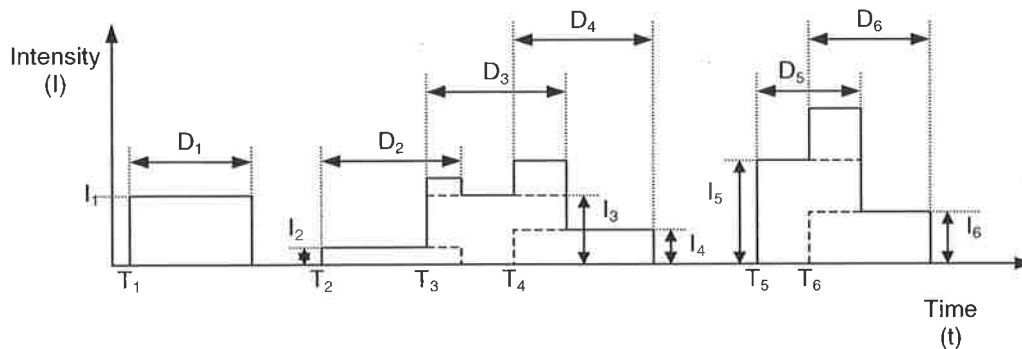 D₄
D₆
Intensity
(I)
D₃
D₅
D₁
D₂
I₁
I₂
I₃
I₄
I₅
I₆
T₁
T₂
T₃
T₄
T₅
T₆
Time
(t)